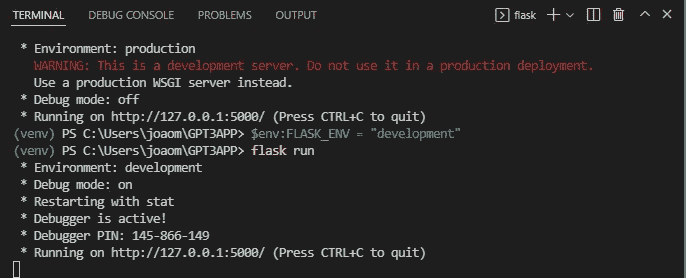 TERMINAL DEBUG CONSOLE PROBLEMS OUTPUT flask
* Environment: production
WARNING: This is a development server. Do not use it in a production deployment.
Use a production WSGI server instead.
* Debug mode: off
* Running on http://127.0.0.1:5000/ (Press CTRL+C to quit)
(venv) PS C:\Users\joaom\GPT3APP> $env:FLASK_ENV = "development"
(venv) PS C:\Users\joaom\GPT3APP> flask run
* Environment: development
* Debug mode: on
* Restarting with stat
* Debugger is active!
* Debugger PIN: 145-866-149
* Running on http://127.0.0.1:5000/ (Press CTRL+C to quit)